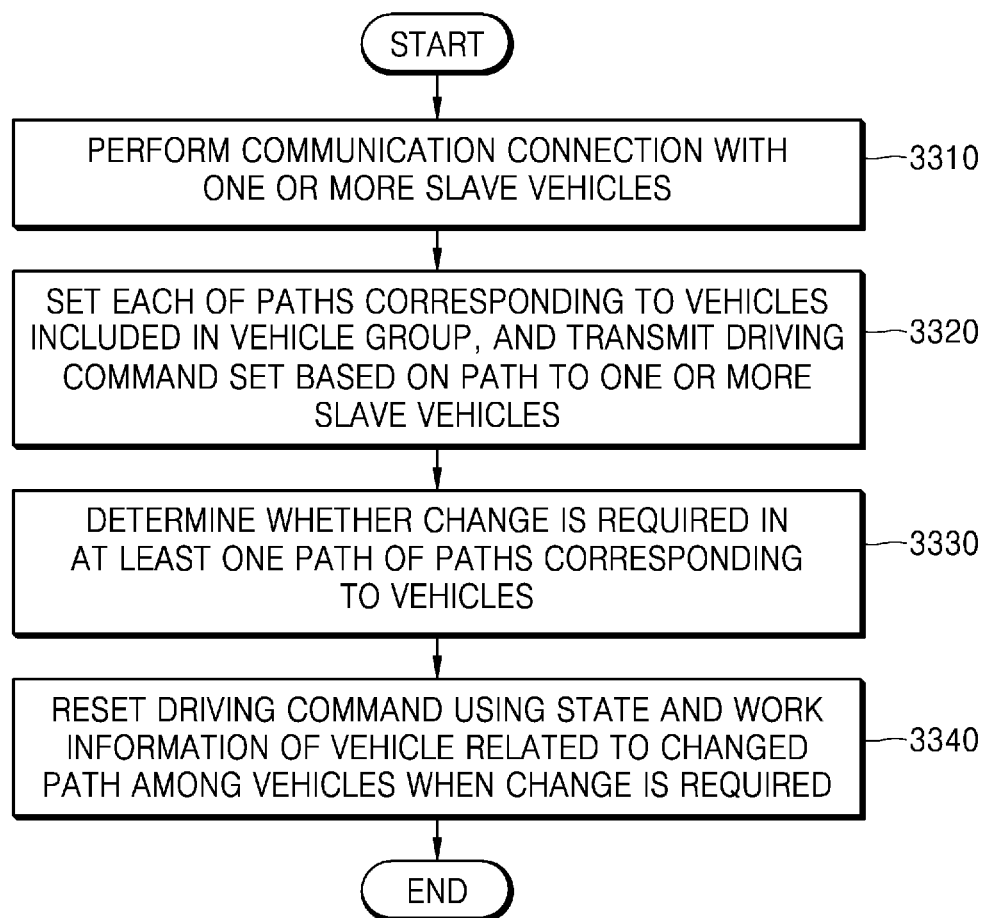 START
PERFORM COMMUNICATION CONNECTION WITH
ONE OR MORE SLAVE VEHICLES
3310
SET EACH OF PATHS CORRESPONDING TO VEHICLES
INCLUDED IN VEHICLE GROUP, AND TRANSMIT DRIVING
COMMAND SET BASED ON PATH TO ONE OR MORE
SLAVE VEHICLES
3320
DETERMINE WHETHER CHANGE IS REQUIRED IN
AT LEAST ONE PATH OF PATHS CORRESPONDING
TO VEHICLES
3330
RESET DRIVING COMMAND USING STATE AND WORK
INFORMATION OF VEHICLE RELATED TO CHANGED
PATH AMONG VEHICLES WHEN CHANGE IS REQUIRED
3340
END